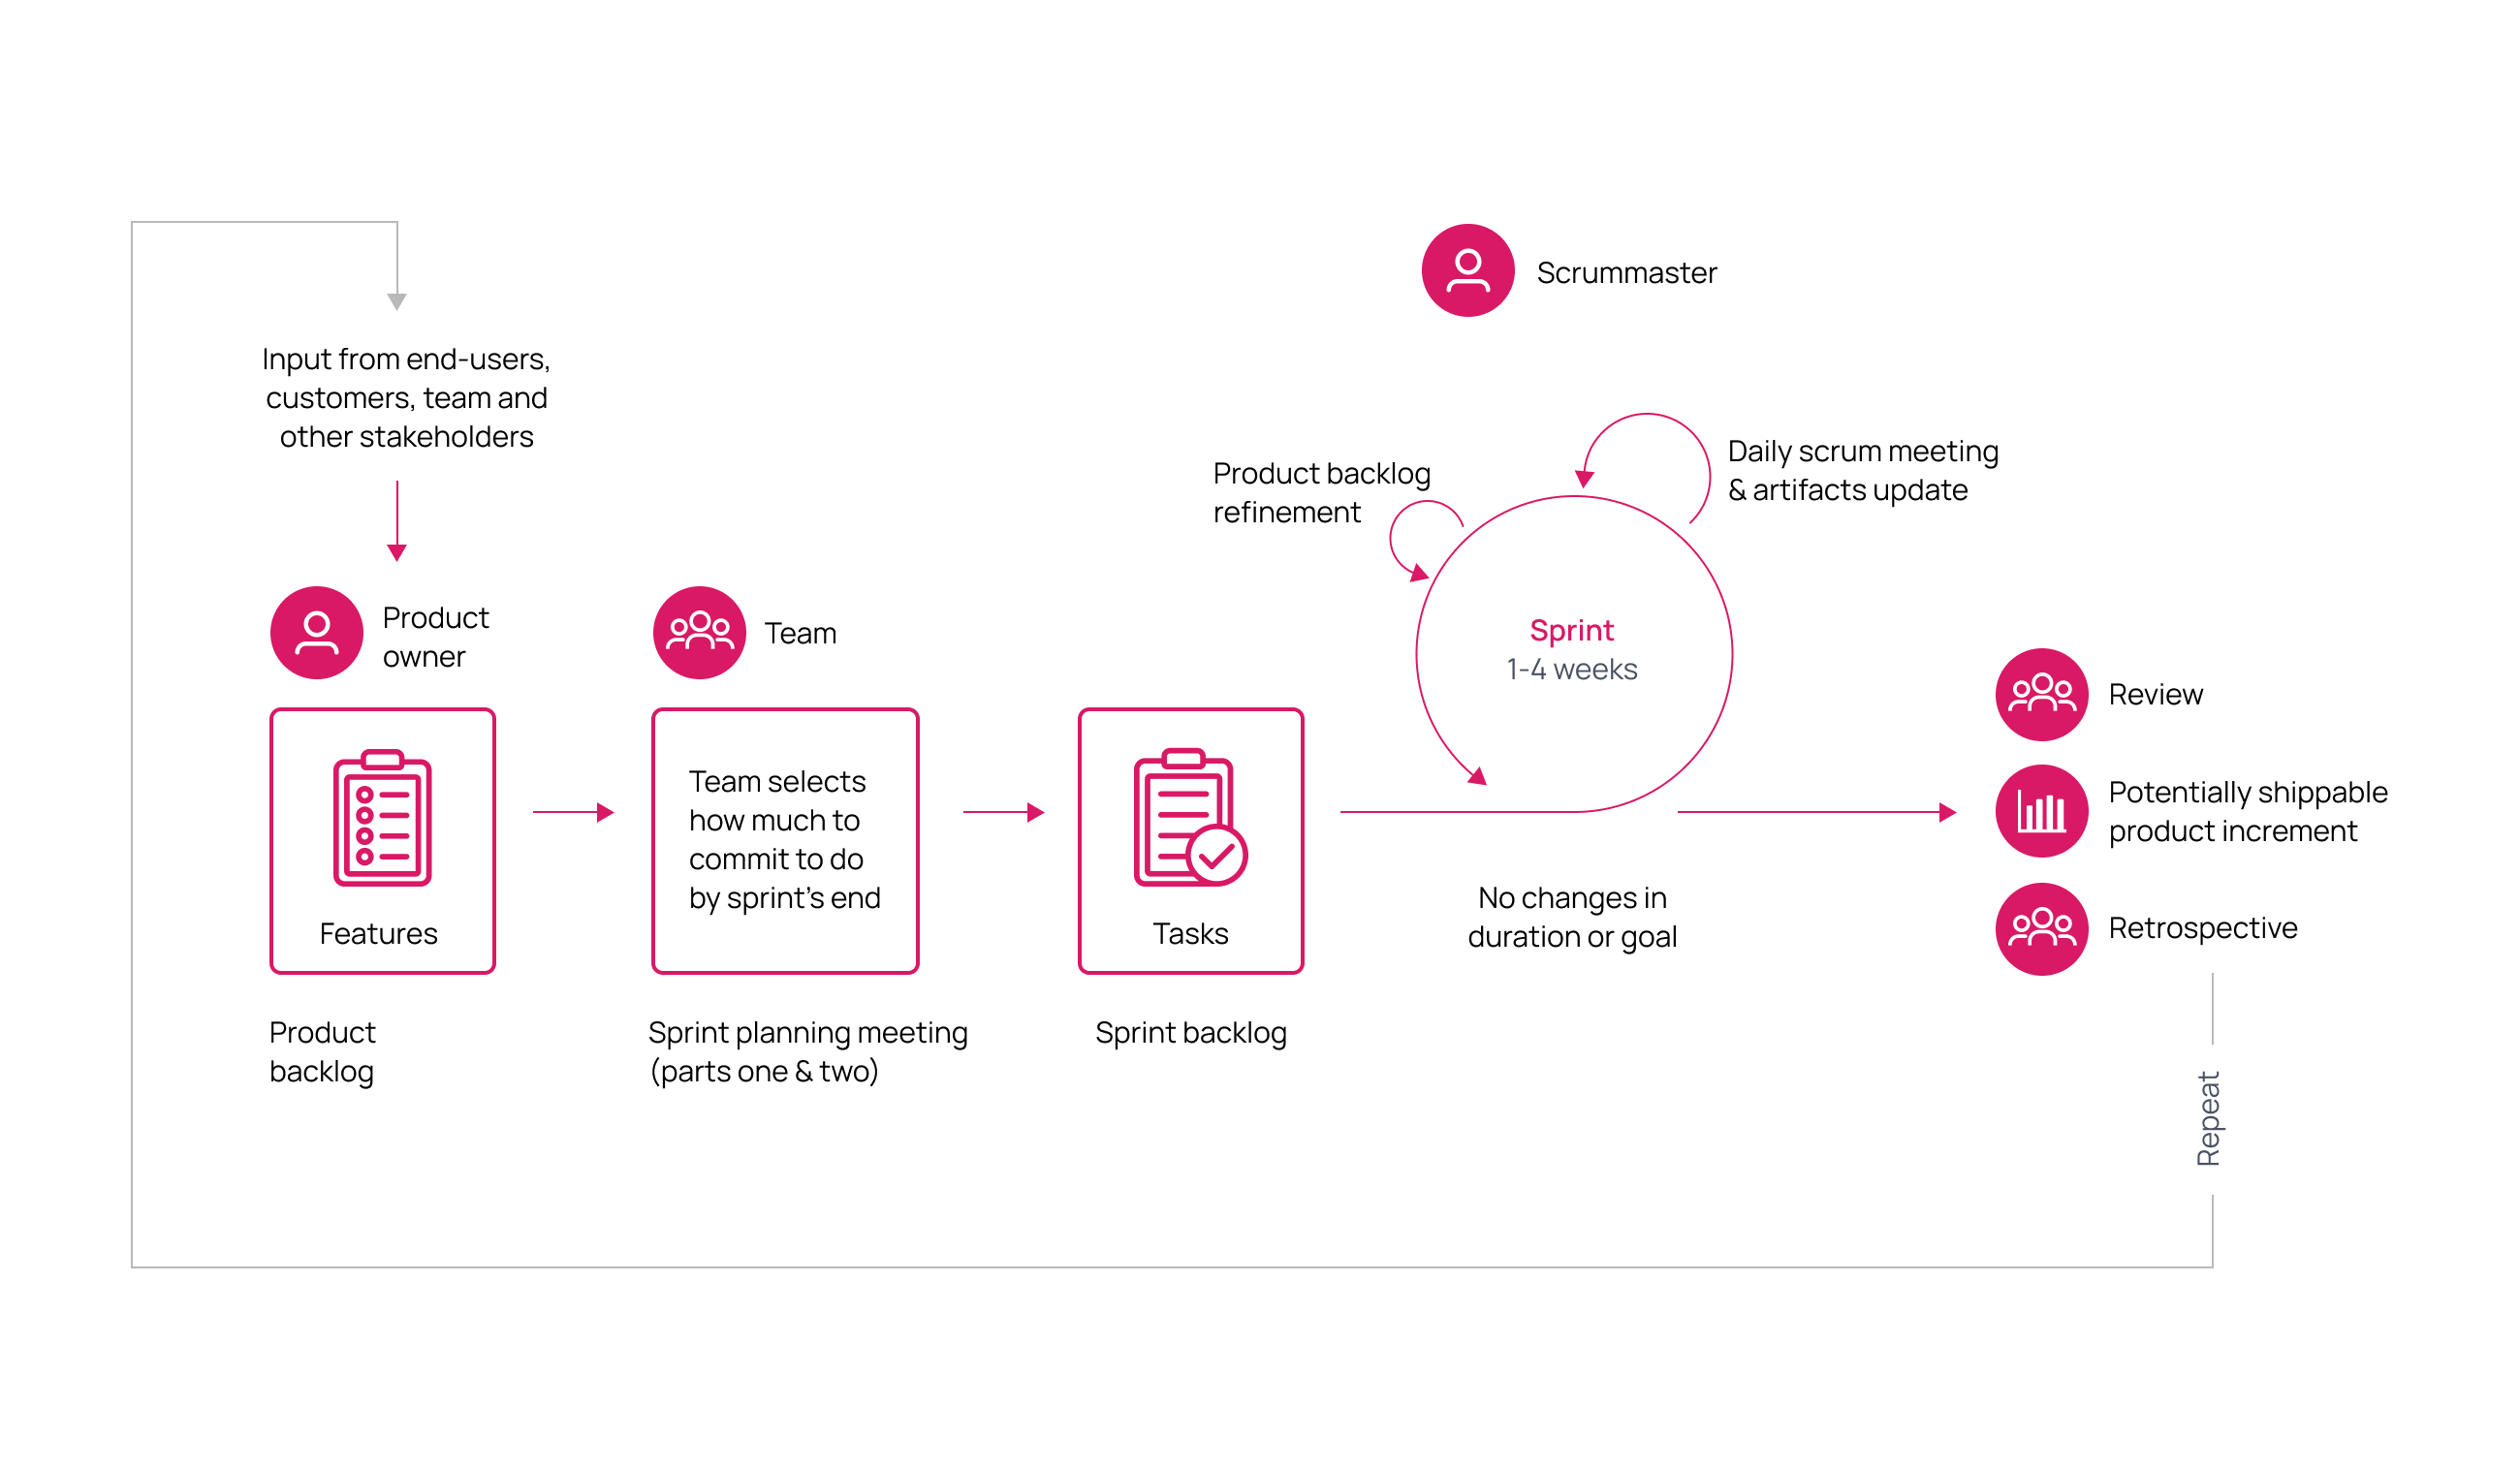 Scrummaster
Input from end-users,
customers, team and
other stakeholders
Product backlog
refinement
Daily scrum meeting
& artifacts update
Product
owner
Team
Sprint
1-4 weeks
Features
Team selects
how much to
commit to do
by sprint’s end
Tasks
No changes in
duration or goal
Review
Potentially shippable
product increment
Retrospective
Product
backlog
Sprint planning meeting
(parts one & two)
Sprint backlog
Repeat